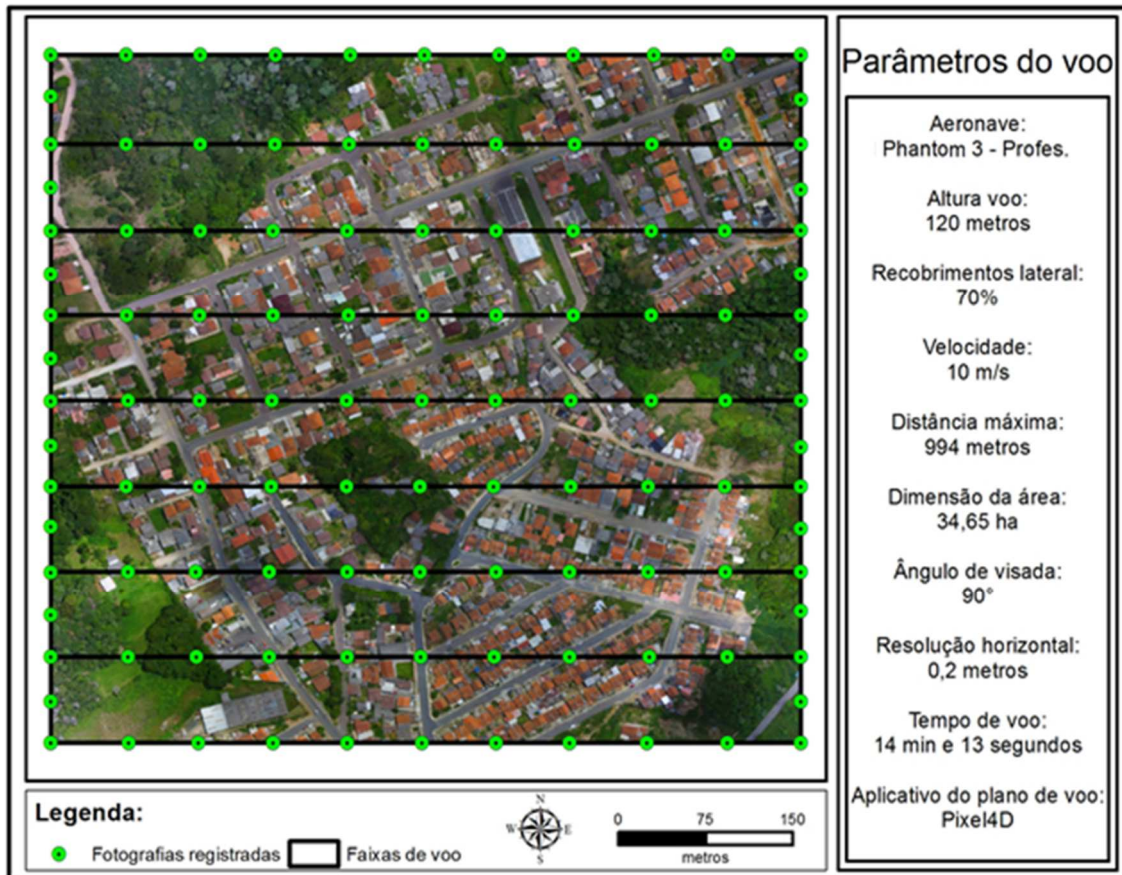 Parâmetros do voo
Aeronave:
Phantom 3 - Profes.
Altura voo:
120 metros
Recobrimentos lateral:
70%
Velocidade:
10 m/s
Distância máxima:
994 metros
Dimensão da área:
34,65 ha
Ângulo de visada:
90°
Resolução horizontal:
0,2 metros
Tempo de voo:
14 min e 13 segundos
Aplicativo do plano de voo:
Pixel4D
Legenda:
Fotografias registradas
Faixas de voo
N
W E
S
0 75 150
metros